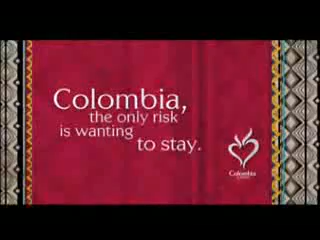 Colombia,
the only risk
is wanting
to stay.
Colombia